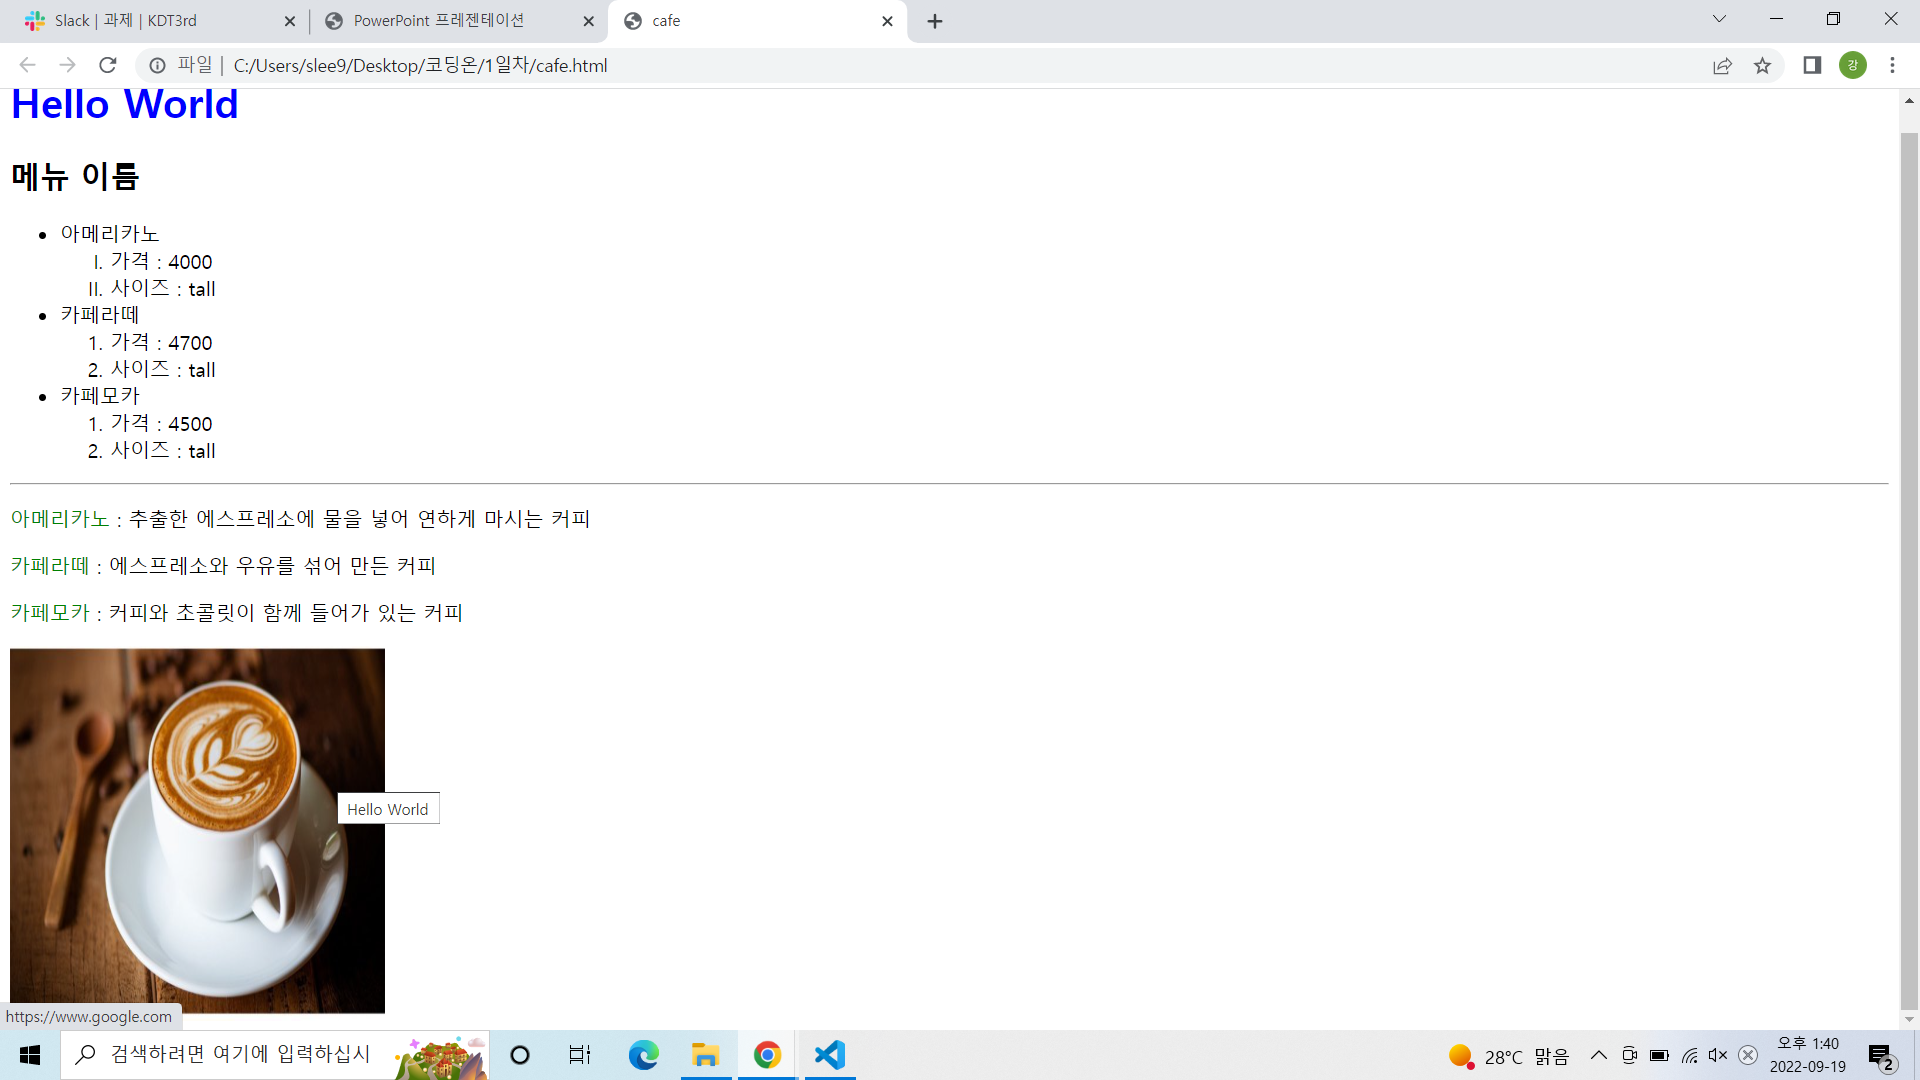 Slack | 과제 | KDT3rd
PowerPoint 프레젠테이션
cafe
파일 | C:/Users/slee9/Desktop/코딩온/1일차/cafe.html
강
Hello World
메뉴 이름
아메리카노
I. 가격 : 4000
II. 사이즈 : tall
카페라떼
1. 가격 : 4700
2. 사이즈 : tall
카페모카
1. 가격 : 4500
2. 사이즈 : tall
아메리카노 : 추출한 에스프레소에 물을 넣어 연하게 마시는 커피
카페라떼 : 에스프레소와 우유를 섞어 만든 커피
카페모카 : 커피와 초콜릿이 함께 들어가 있는 커피
Hello World
https://www.google.com
검색하려면 여기에 입력하십시
28°C 맑음
오후 1:40
2022-09-19
2